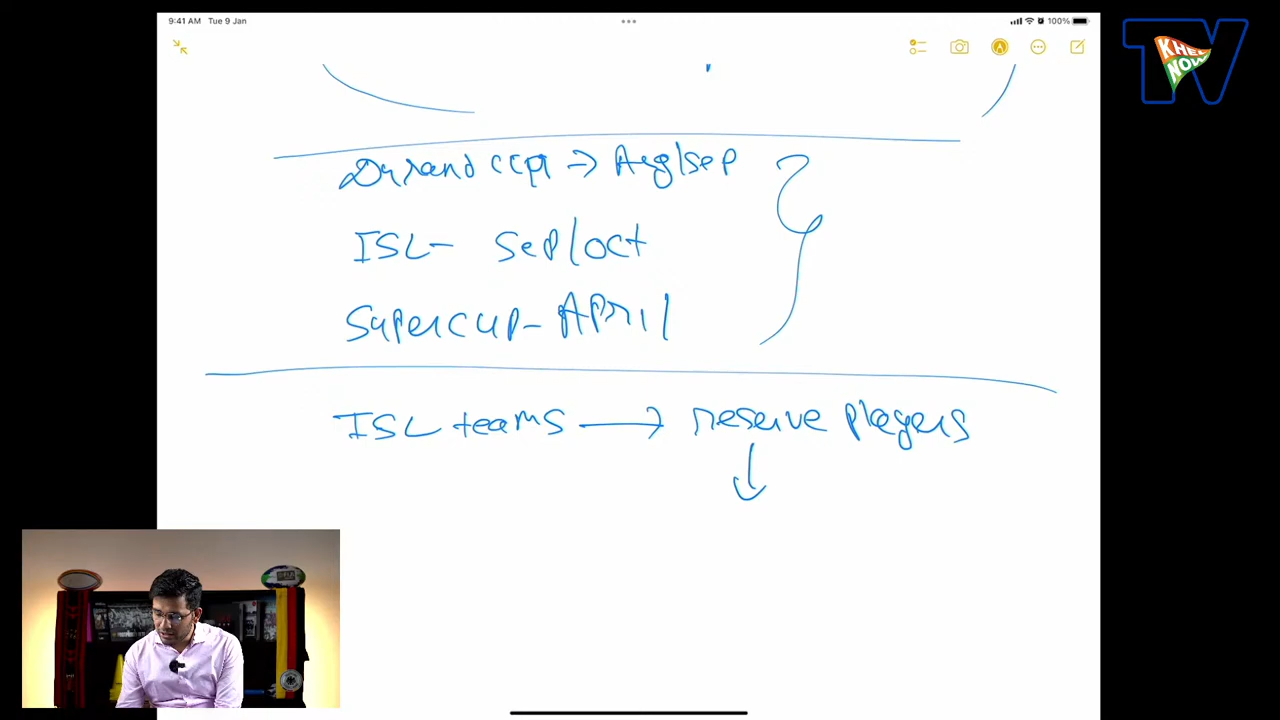 9:41 AM Tue 9 Jan
100%
TV
KHEL
NOW
Durand cup => Aug/Sep
ISL- Sep/Oct
Supercup- April
ISL teams → reserve players
↓